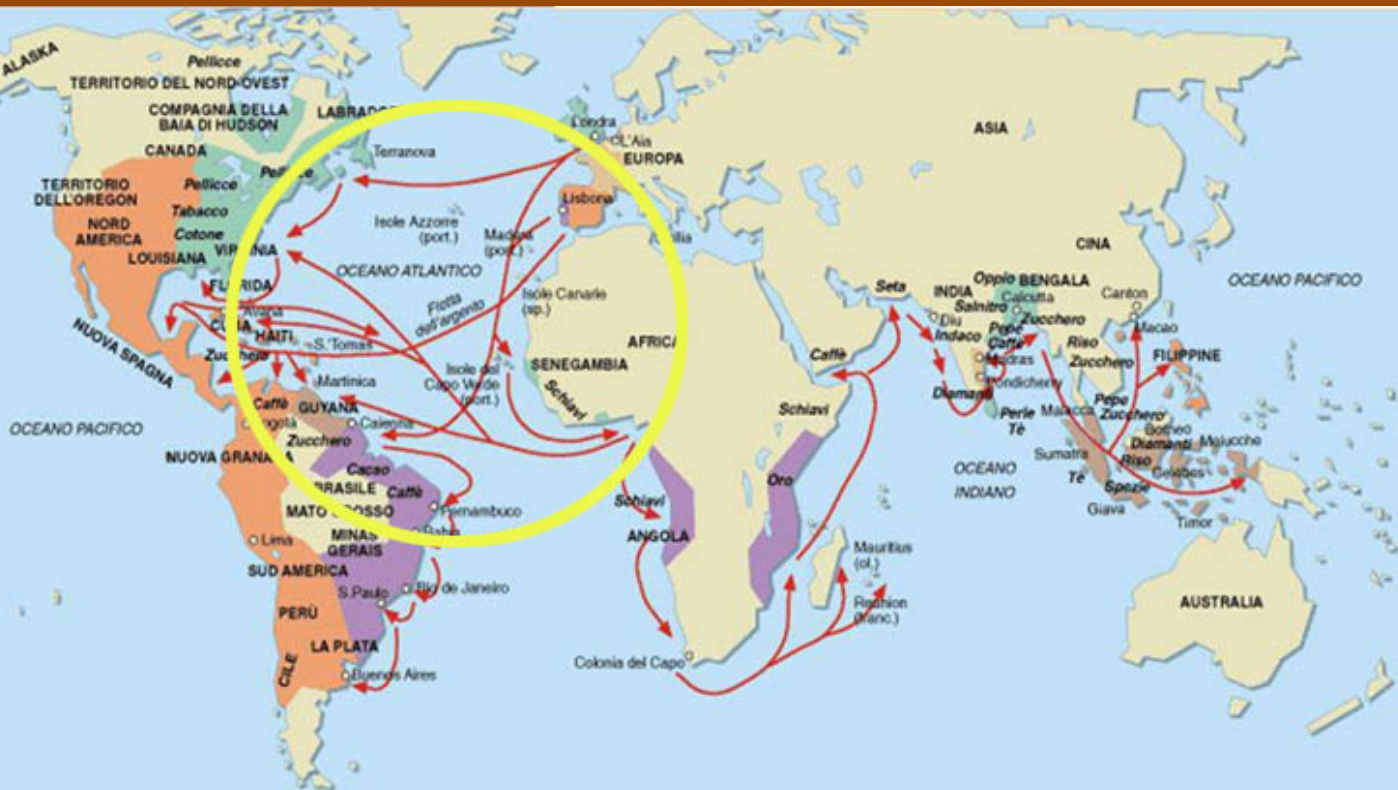 ALASKA
Pellicce
TERRITORIO DEL NORD-OVEST
COMPAGNIA DELLA
BAIA DI HUDSON
LABRADOR
CANADA
Terranova
TERRITORIO
DELL'OREGON
Pellicce
Pellicce
Tabacco
NORD
AMERICA
Cotone
VIRGINIA
LOUISIANA
FLORIDA
Avana
CUBA
HAITI
S.'Tomas
Zucchero
NUOVA SPAGNA
Martinica
Caffè
GUYANA
Bogotà
Caienna
Zucchero
NUOVA GRANADA
Cacao
BRASILE
Caffè
MATO GROSSO
Pernambuco
Bahia
MINAS
GERAIS
Lima
SUD AMERICA
S.Paulo
Rio de Janeiro
PERÙ
LA PLATA
CILE
Buenos Aires
OCEANO PACIFICO
OCEANO ATLANTICO
Isole Azzorre
(port.)
Madeira
(port.)
Flotta
dell'argento
Isole Canarie
(sp.)
Isole del
Capo Verde
(port.)
Londra
L'Aia
EUROPA
Lisbona
AFRICA
SENEGAMBIA
Schiavi
Schiavi
ANGOLA
Colonia del Capo
Schiavi
Oro
Caffè
Mauritius
(ol.)
Réunion
(franc.)
ASIA
Seta
INDIA
Diu
Indaco
Oppio
BENGALA
Salnitro
Calcutta
Pepe
Caffè
Zucchero
Madras
Pondicherry
Diamanti
Perle
Tè
CINA
Canton
Macao
Riso
Zucchero
FILIPPINE
Malacca
Pepe
Zucchero
Borneo
Diamanti
Molucche
Sumatra
Riso
Celebes
Tè
Spezie
Giava
Timor
OCEANO
INDIANO
OCEANO PACIFICO
AUSTRALIA